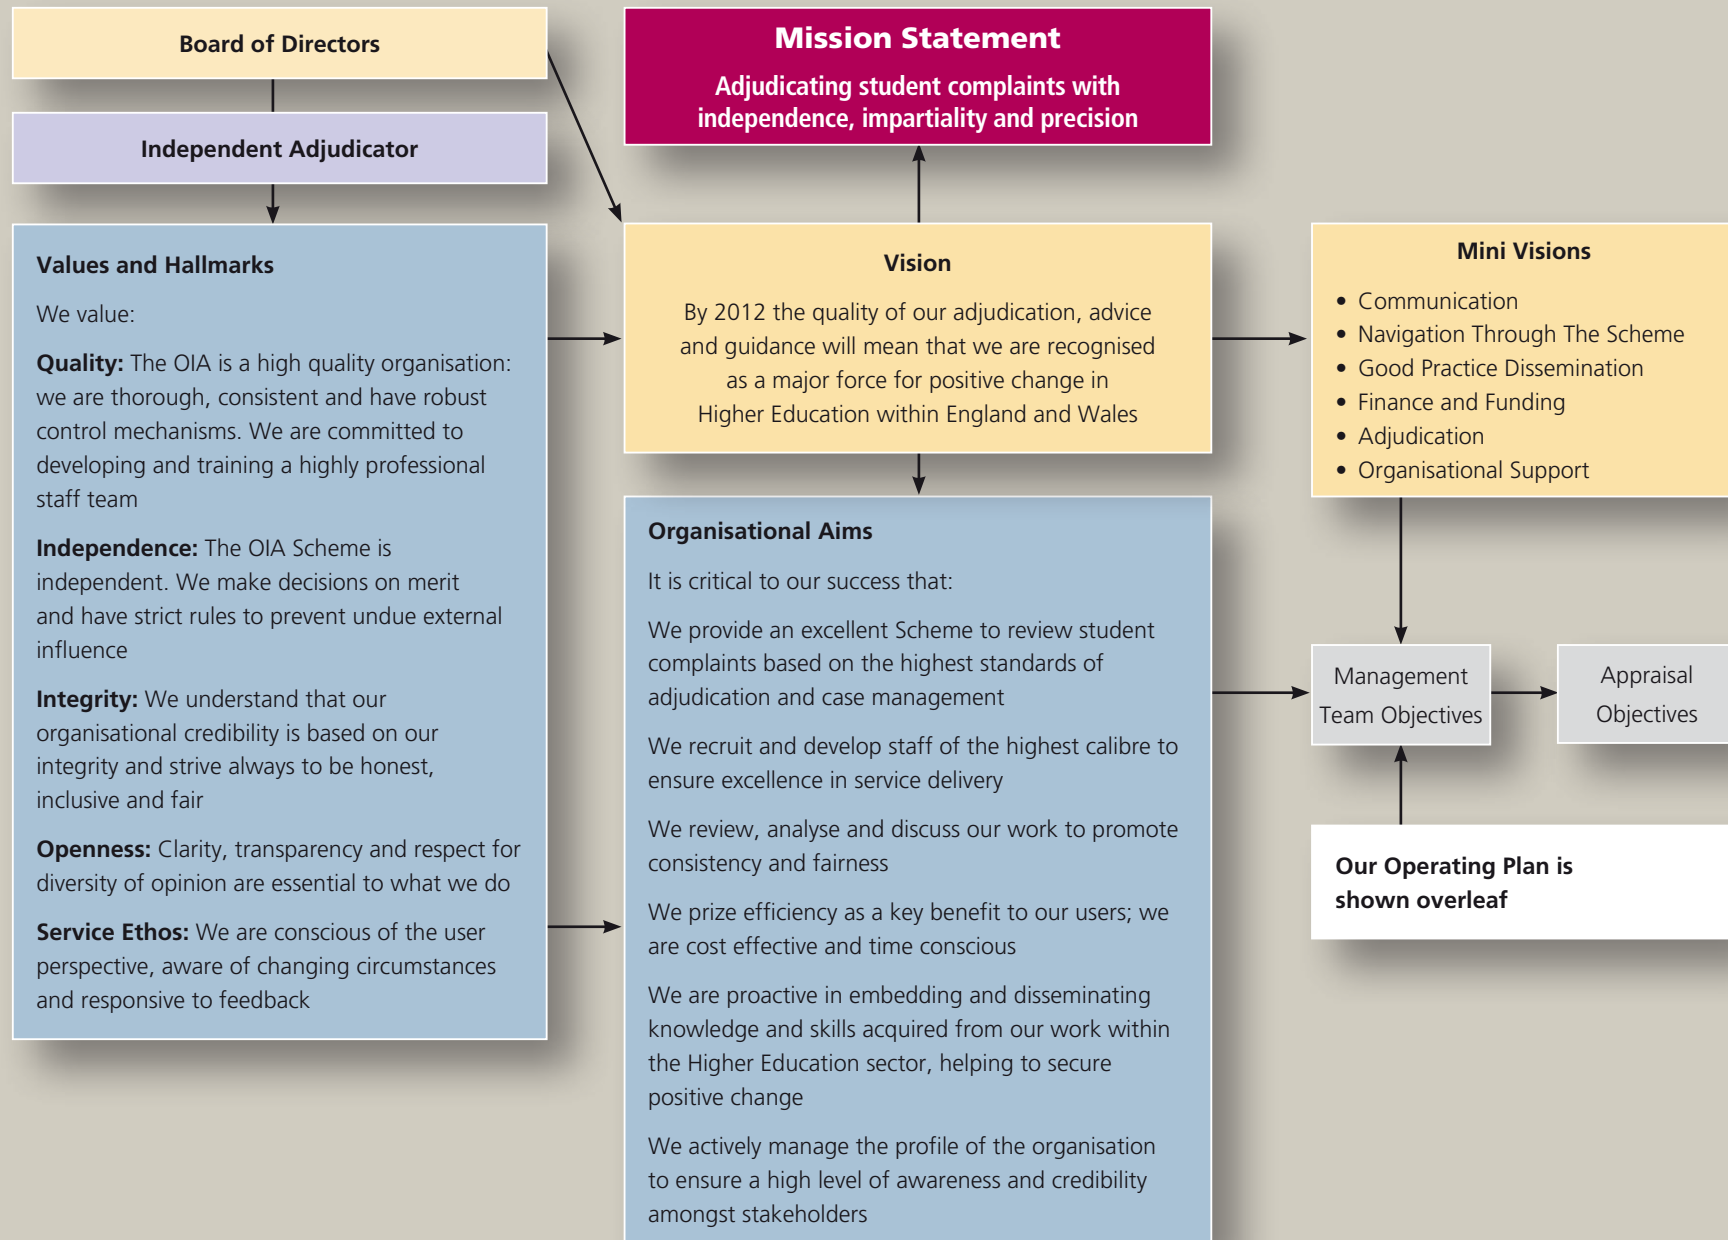 Board of Directors
Independent Adjudicator
Values and Hallmarks
We value:
Quality: The OIA is a high quality organisation:
we are thorough, consistent and have robust
control mechanisms. We are committed to
developing and training a highly professional
staff team
Independence: The OIA Scheme is
independent. We make decisions on merit
and have strict rules to prevent undue external
influence
Integrity: We understand that our
organisational credibility is based on our
integrity and strive always to be honest,
inclusive and fair
Openness: Clarity, transparency and respect for
diversity of opinion are essential to what we do
Service Ethos: We are conscious of the user
perspective, aware of changing circumstances
and responsive to feedback
Mission Statement
Adjudicating student complaints with
independence, impartiality and precision
Vision
By 2012 the quality of our adjudication, advice
and guidance will mean that we are recognised
as a major force for positive change in
Higher Education within England and Wales
Organisational Aims
It is critical to our success that:
We provide an excellent Scheme to review student
complaints based on the highest standards of
adjudication and case management
We recruit and develop staff of the highest calibre to
ensure excellence in service delivery
We review, analyse and discuss our work to promote
consistency and fairness
We prize efficiency as a key benefit to our users; we
are cost effective and time conscious
We are proactive in embedding and disseminating
knowledge and skills acquired from our work within
the Higher Education sector, helping to secure
positive change
We actively manage the profile of the organisation
to ensure a high level of awareness and credibility
amongst stakeholders
Mini Visions
• Communication
• Navigation Through The Scheme
• Good Practice Dissemination
• Finance and Funding
• Adjudication
• Organisational Support
Management
Team Objectives
Appraisal
Objectives
Our Operating Plan is
shown overleaf